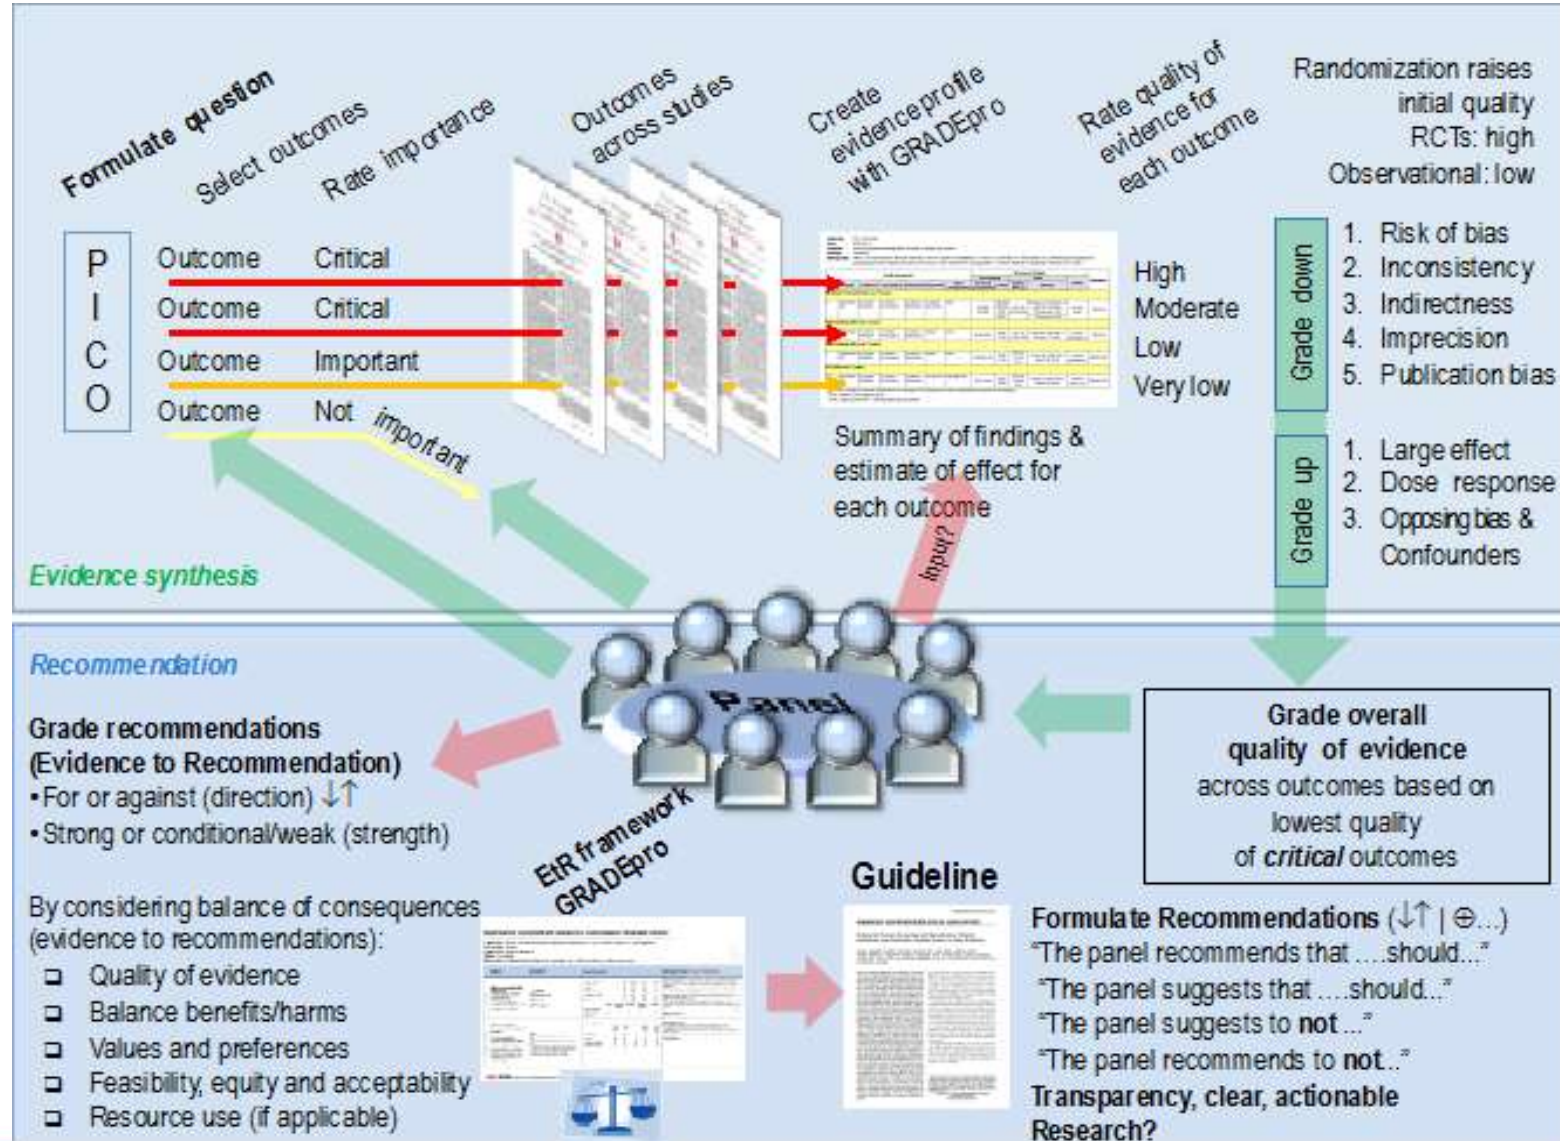 Formulate question
Select outcomes
Rate importance
Outcomes
across studies
Create
evidence profile
with GRADEpro
Rate quality of
evidence for
each outcome
Randomization raises
initial quality
RCTs: high
Observational: low
P
I
C
O
Outcome Critical
Outcome Critical
Outcome Important
Outcome Not important
High
Moderate
Low
Very low
Summary of findings &
estimate of effect for
each outcome
Grade down
1. Risk of bias
2. Inconsistency
3. Indirectness
4. Imprecision
5. Publication bias
Grade up
1. Large effect
2. Dose response
3. Opposing bias &
Confounders
Input?
Evidence synthesis
Recommendation
Panel
Grade recommendations
(Evidence to Recommendation)
•For or against (direction) ↓↑
•Strong or conditional/weak (strength)
By considering balance of consequences
(evidence to recommendations):
❑ Quality of evidence
❑ Balance benefits/harms
❑ Values and preferences
❑ Feasibility, equity and acceptability
❑ Resource use (if applicable)
EtR framework
GRADEpro
Guideline
Grade overall
quality of evidence
across outcomes based on
lowest quality
of critical outcomes
Formulate Recommendations (↓↑ | ⊕...)
"The panel recommends that ....should..."
"The panel suggests that ....should..."
"The panel suggests to not ..."
"The panel recommends to not..."
Transparency, clear, actionable
Research?